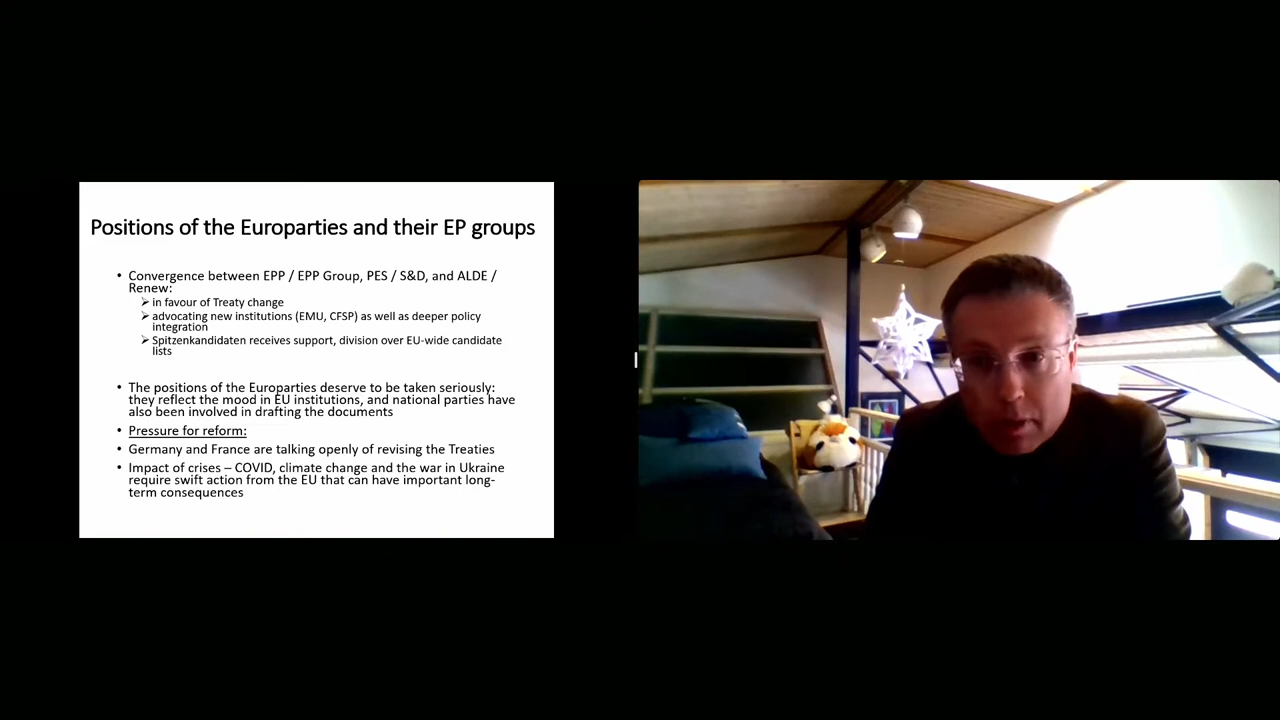 Positions of the Europarties and their EP groups
• Convergence between EPP / EPP Group, PES / S&D, and ALDE /
Renew:
➢ in favour of Treaty change
➢ advocating new institutions (EMU, CFSP) as well as deeper policy
integration
➢ Spitzenkandidaten receives support, division over EU-wide candidate
lists
• The positions of the Europarties deserve to be taken seriously:
they reflect the mood in EU institutions, and national parties have
also been involved in drafting the documents
• Pressure for reform:
• Germany and France are talking openly of revising the Treaties
• Impact of crises – COVID, climate change and the war in Ukraine
require swift action from the EU that can have important long-
term consequences